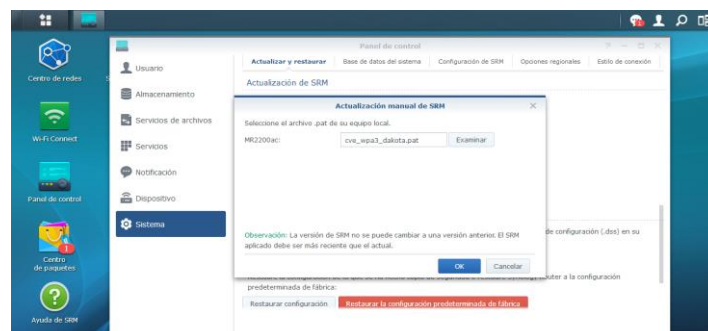 Panel de control
Centro de redes
Wi-Fi Connect
Panel de control
Centro
de paquetes
1
Ayuda de SRM
Usuario
Almacenamiento
Servicios de archivos
Servicios
Notificación
Dispositivo
Sistema
Actualizar y restaurar Base de datos del sistema Configuración de SRM Opciones regionales Estilo de conexión
Actualización de SRM
Actualización manual de SRM
Seleccione el archivo .pat de su equipo local.
MR2200ac: cve_wpa3_dakota.pat Examinar
Observación: La versión de SRM no se puede cambiar a una versión anterior. El SRM
aplicado debe ser más reciente que el actual.
OK Cancelar
de configuración (.dss) en su
router a la configuración
predeterminada de fábrica:
Restaurar configuración Restaurar la configuración predeterminada de fábrica